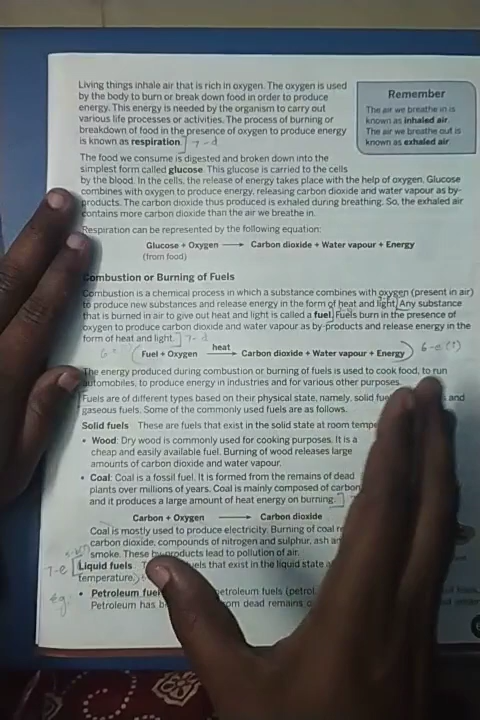 Living things inhale air that is rich in oxygen. The oxygen is used
by the body to burn or break down food in order to produce
energy. This energy is needed by the organism to carry out
various life processes or activities. The process of burning or
breakdown of food in the presence of oxygen to produce energy
is known as respiration.] 7-d
Remember
The air we breathe in is
known as inhaled air.
The air we breathe out is
known as exhaled air.
The food we consume is digested and broken down into the
simplest form called glucose. This glucose is carried to the cells
by the blood. In the cells, the release of energy takes place with the help of oxygen. Glucose
combines with oxygen to produce energy, releasing carbon dioxide and water vapour as by-
products. The carbon dioxide thus produced is exhaled during breathing. So, the exhaled air
contains more carbon dioxide than the air we breathe in.
Respiration can be represented by the following equation:
Glucose + Oxygen ⟶ Carbon dioxide + Water vapour + Energy
(from food)
Combustion or Burning of Fuels
Combustion is a chemical process in which a substance combines with oxygen (present in air)
to produce new substances and release energy in the form of heat and light. Any substance
that is burned in air to give out heat and light is called a fuel. Fuels burn in the presence of
oxygen to produce carbon dioxide and water vapour as by-products and release energy in the
form of heat and light.] 7-d
heat
Fuel + Oxygen ⟶ Carbon dioxide + Water vapour + Energy
The energy produced during combustion or burning of fuels is used to cook food, to run
automobiles, to produce energy in industries and for various other purposes.
Fuels are of different types based on their physical state, namely, solid and
gaseous fuels. Some of the commonly used fuels are as follows.
Solid fuels These are fuels that exist in the solid state at room
• Wood: Dry wood is commonly used for cooking purposes. It is a
cheap and easily available fuel. Burning of wood releases large
amounts of carbon dioxide and water vapour.
• Coal: Coal is a fossil fuel. It is formed from the remains of dead
plants over millions of years. Coal is mainly composed of carbon
and it produces a large amount of heat energy on burning.]
Carbon + Oxygen ⟶ Carbon dioxide
Coal is mostly used to produce electricity. Burning of coal
carbon dioxide, compounds of nitrogen and sulphur, ash
smoke. These by-products lead to pollution of air.
7-e [Liquid fuels fuels that exist in the liquid state
temperature.
eg: • Petroleum petroleum fuels (petrol
Petroleum has dead remains